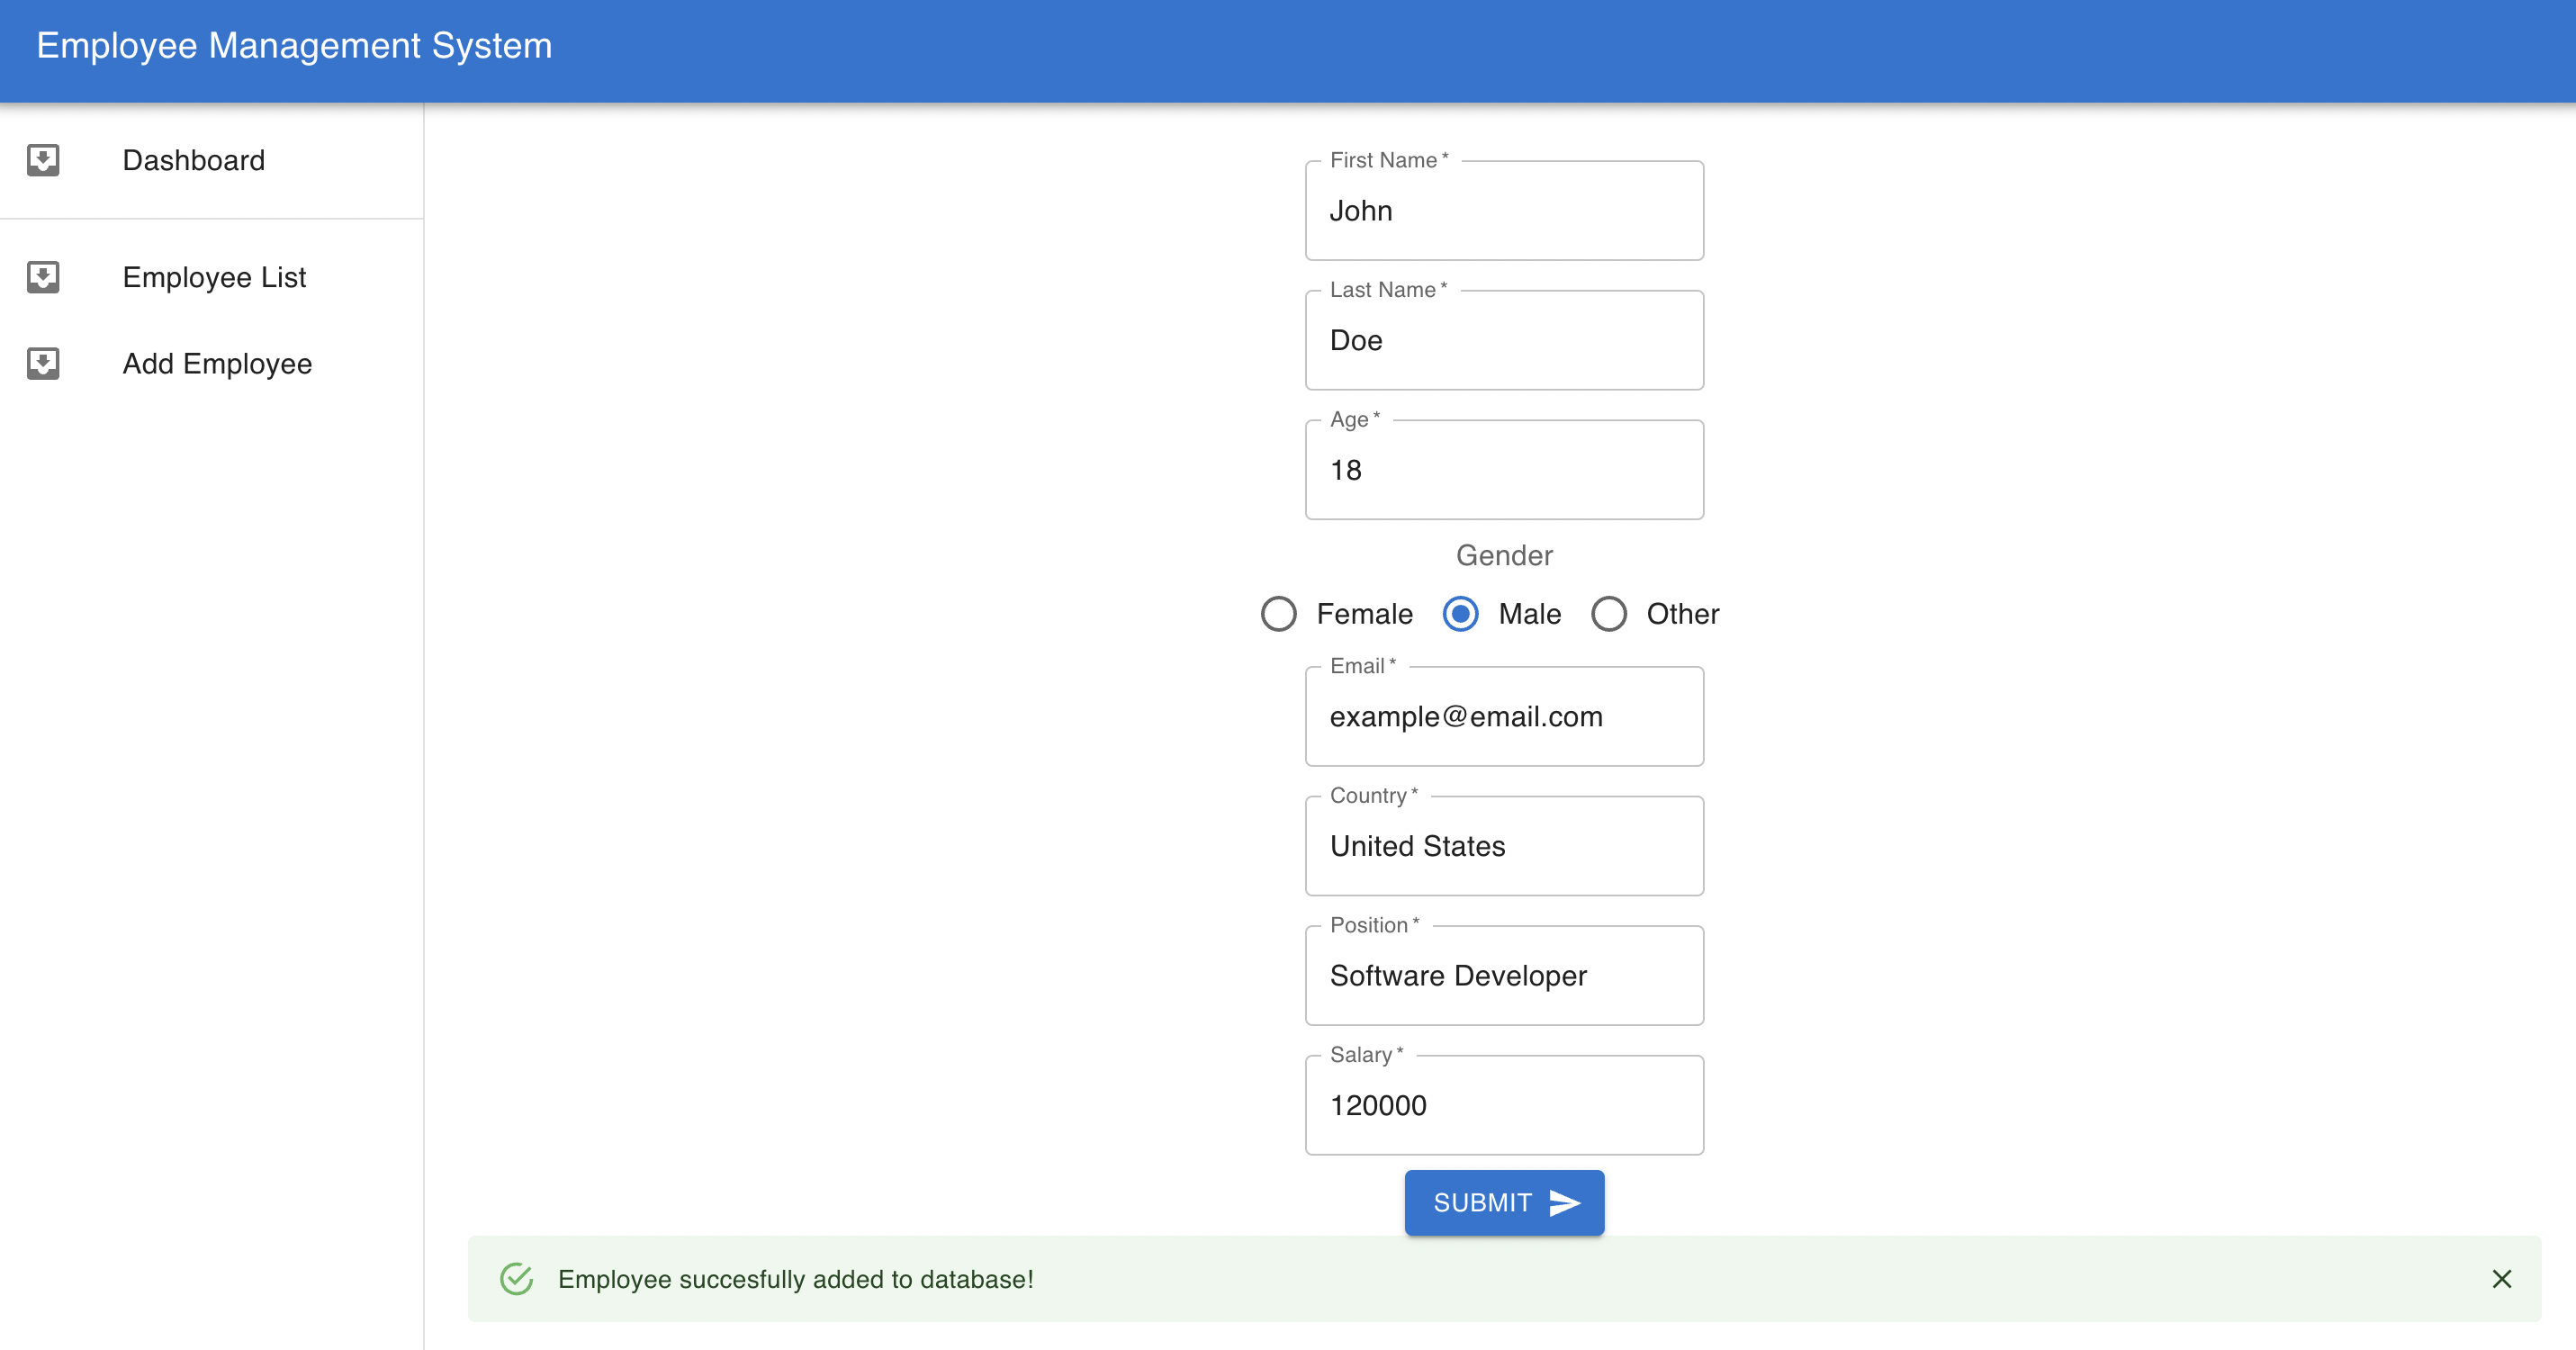 Employee Management System
Dashboard
Employee List
Add Employee
First Name *
John
Last Name *
Doe
Age *
18
Gender
Female Male Other
Email *
example@email.com
Country *
United States
Position *
Software Developer
Salary *
120000
SUBMIT
Employee succesfully added to database!